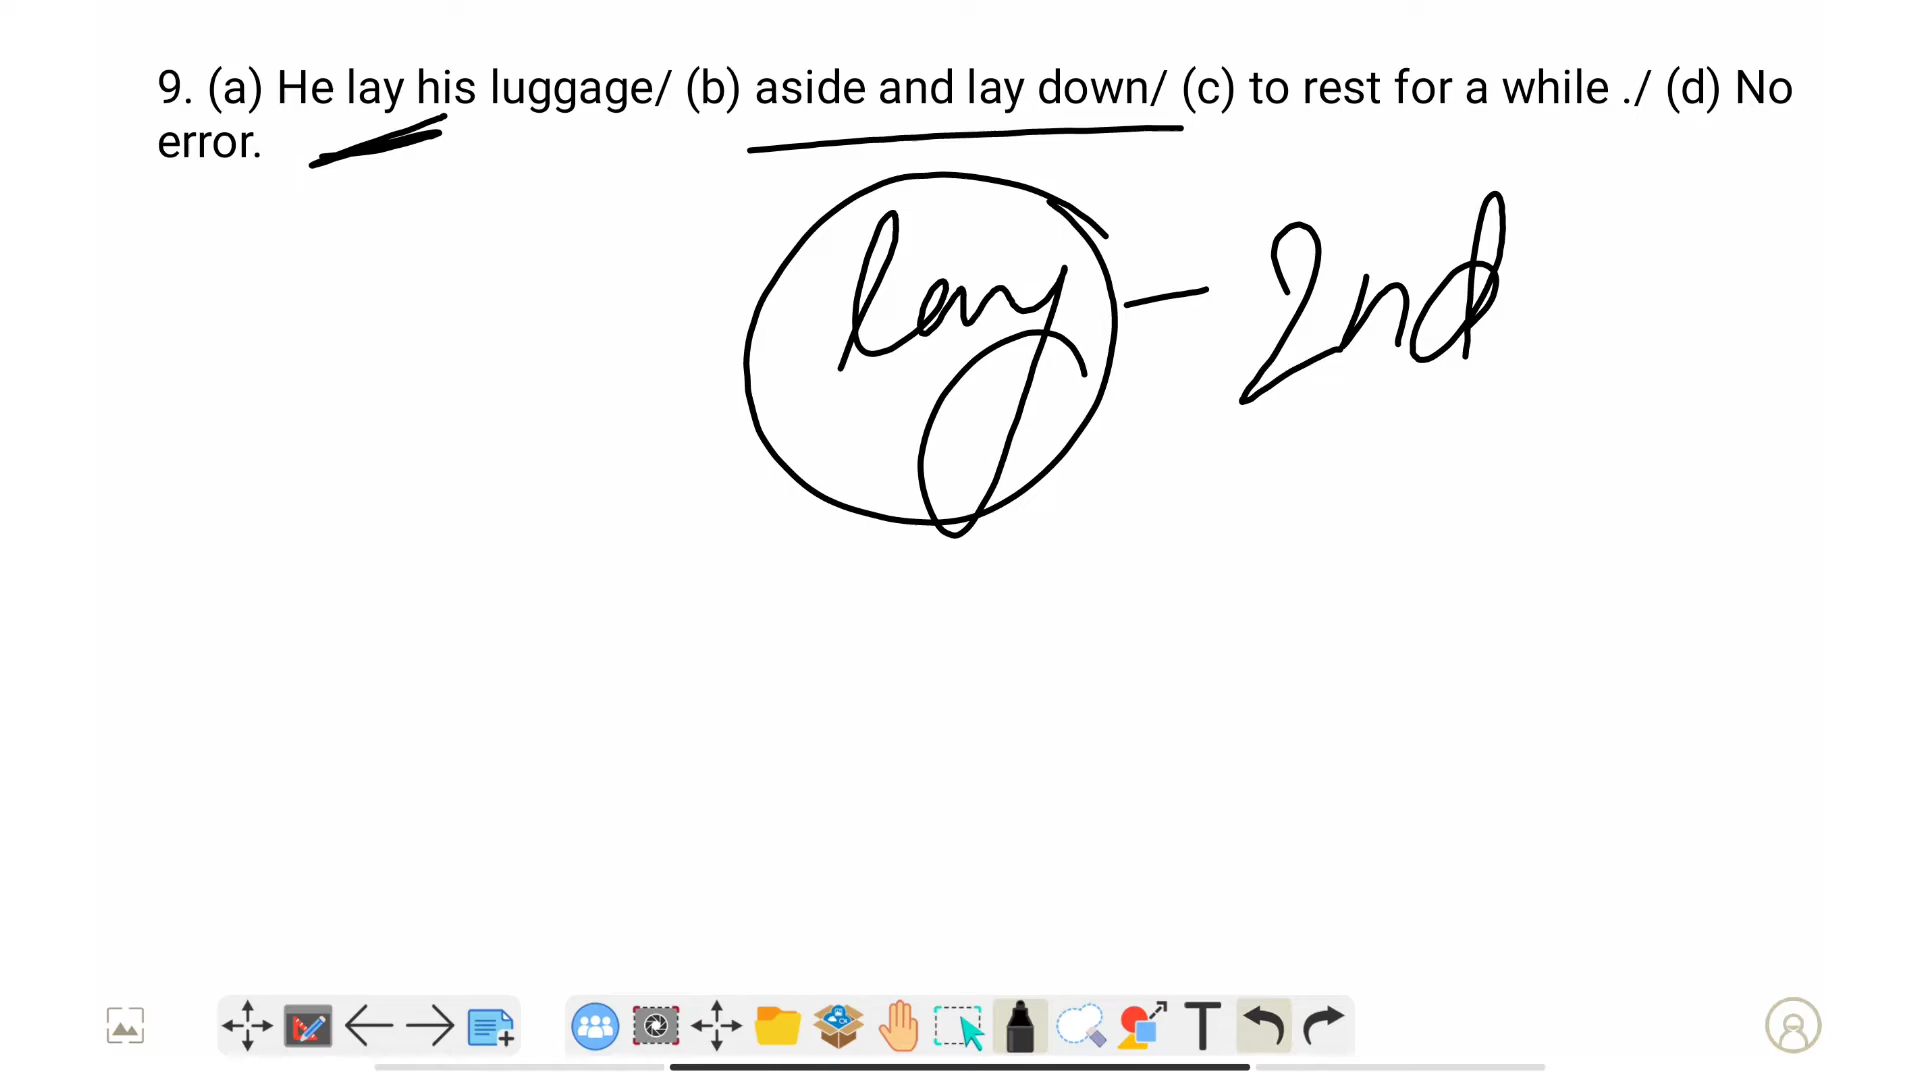 9. (a) He lay his luggage/ (b) aside and lay down/ (c) to rest for a while ./ (d) No
error.
lay - 2nd